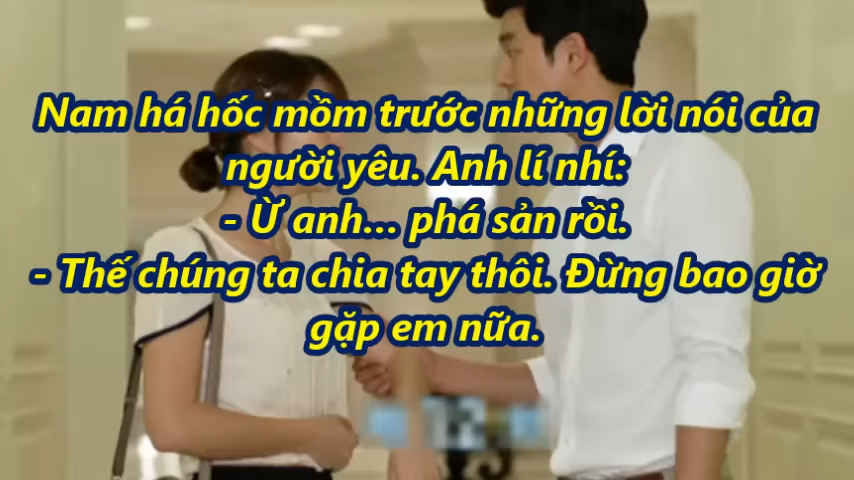 Nam há hốc mồm trước những lời nói của
người yêu. Anh lí nhí:
- Ừ anh... phá sản rồi.
- Thế chúng ta chia tay thôi. Đừng bao giờ
gặp em nữa.